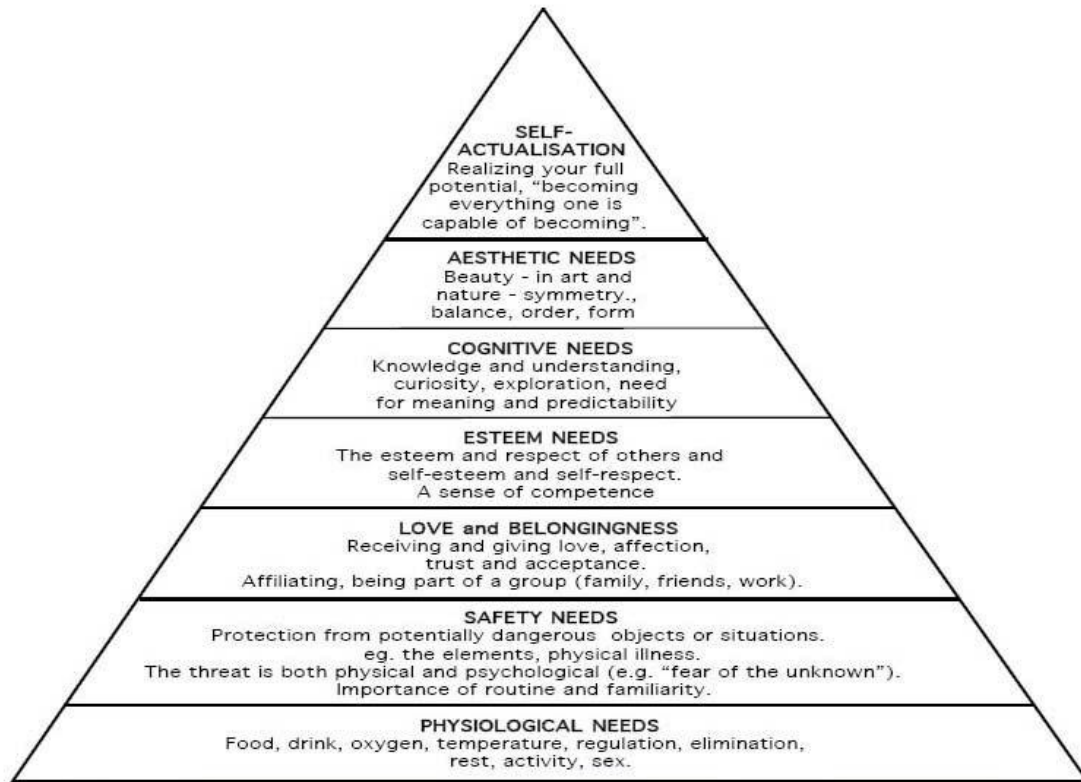 SELF-
ACTUALISATION
Realizing your full
potential, “becoming
everything one is
capable of becoming”.
AESTHETIC NEEDS
Beauty - in art and
nature - symmetry.,
balance, order, form
COGNITIVE NEEDS
Knowledge and understanding,
curiosity, exploration, need
for meaning and predictability
ESTEEM NEEDS
The esteem and respect of others and
self-esteem and self-respect.
A sense of competence
LOVE and BELONGINGNESS
Receiving and giving love, affection,
trust and acceptance.
Affiliating, being part of a group (family, friends, work).
SAFETY NEEDS
Protection from potentially dangerous objects or situations.
eg. the elements, physical illness.
The threat is both physical and psychological (e.g. “fear of the unknown”).
Importance of routine and familiarity.
PHYSIOLOGICAL NEEDS
Food, drink, oxygen, temperature, regulation, elimination,
rest, activity, sex.